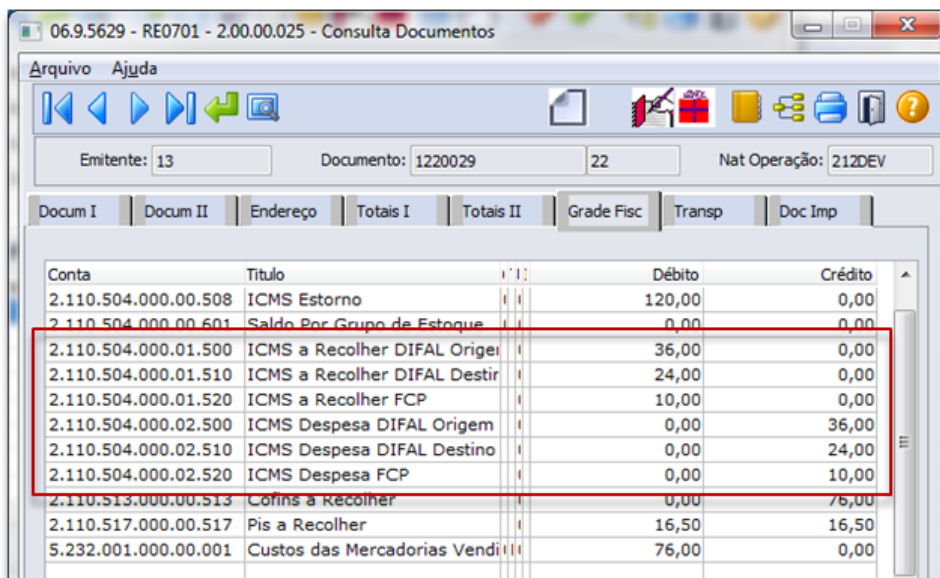 06.9.5629 - RE0701 - 2.00.00.025 - Consulta Documentos
Arquivo Ajuda
Emitente: 13 Documento: 1220029 22 Nat Operação: 212DEV
Docum I Docum II Endereço Totais I Totais II Grade Fisc Transp Doc Imp
Conta Titulo Débito Crédito
2.110.504.000.00.508 ICMS Estorno 120,00 0,00
2.110.504.000.00.601 Saldo Por Grupo de Estoque 0,00 0,00
2.110.504.000.01.500 ICMS a Recolher DIFAL Origer 36,00 0,00
2.110.504.000.01.510 ICMS a Recolher DIFAL Destir 24,00 0,00
2.110.504.000.01.520 ICMS a Recolher FCP 10,00 0,00
2.110.504.000.02.500 ICMS Despesa DIFAL Origem 0,00 36,00
2.110.504.000.02.510 ICMS Despesa DIFAL Destino 0,00 24,00
2.110.504.000.02.520 ICMS Despesa FCP 0,00 10,00
2.110.513.000.00.513 Cofins a Recolher 0,00 76,00
2.110.517.000.00.517 Pis a Recolher 16,50 16,50
5.232.001.000.00.001 Custos das Mercadorias Vendi 76,00 0,00